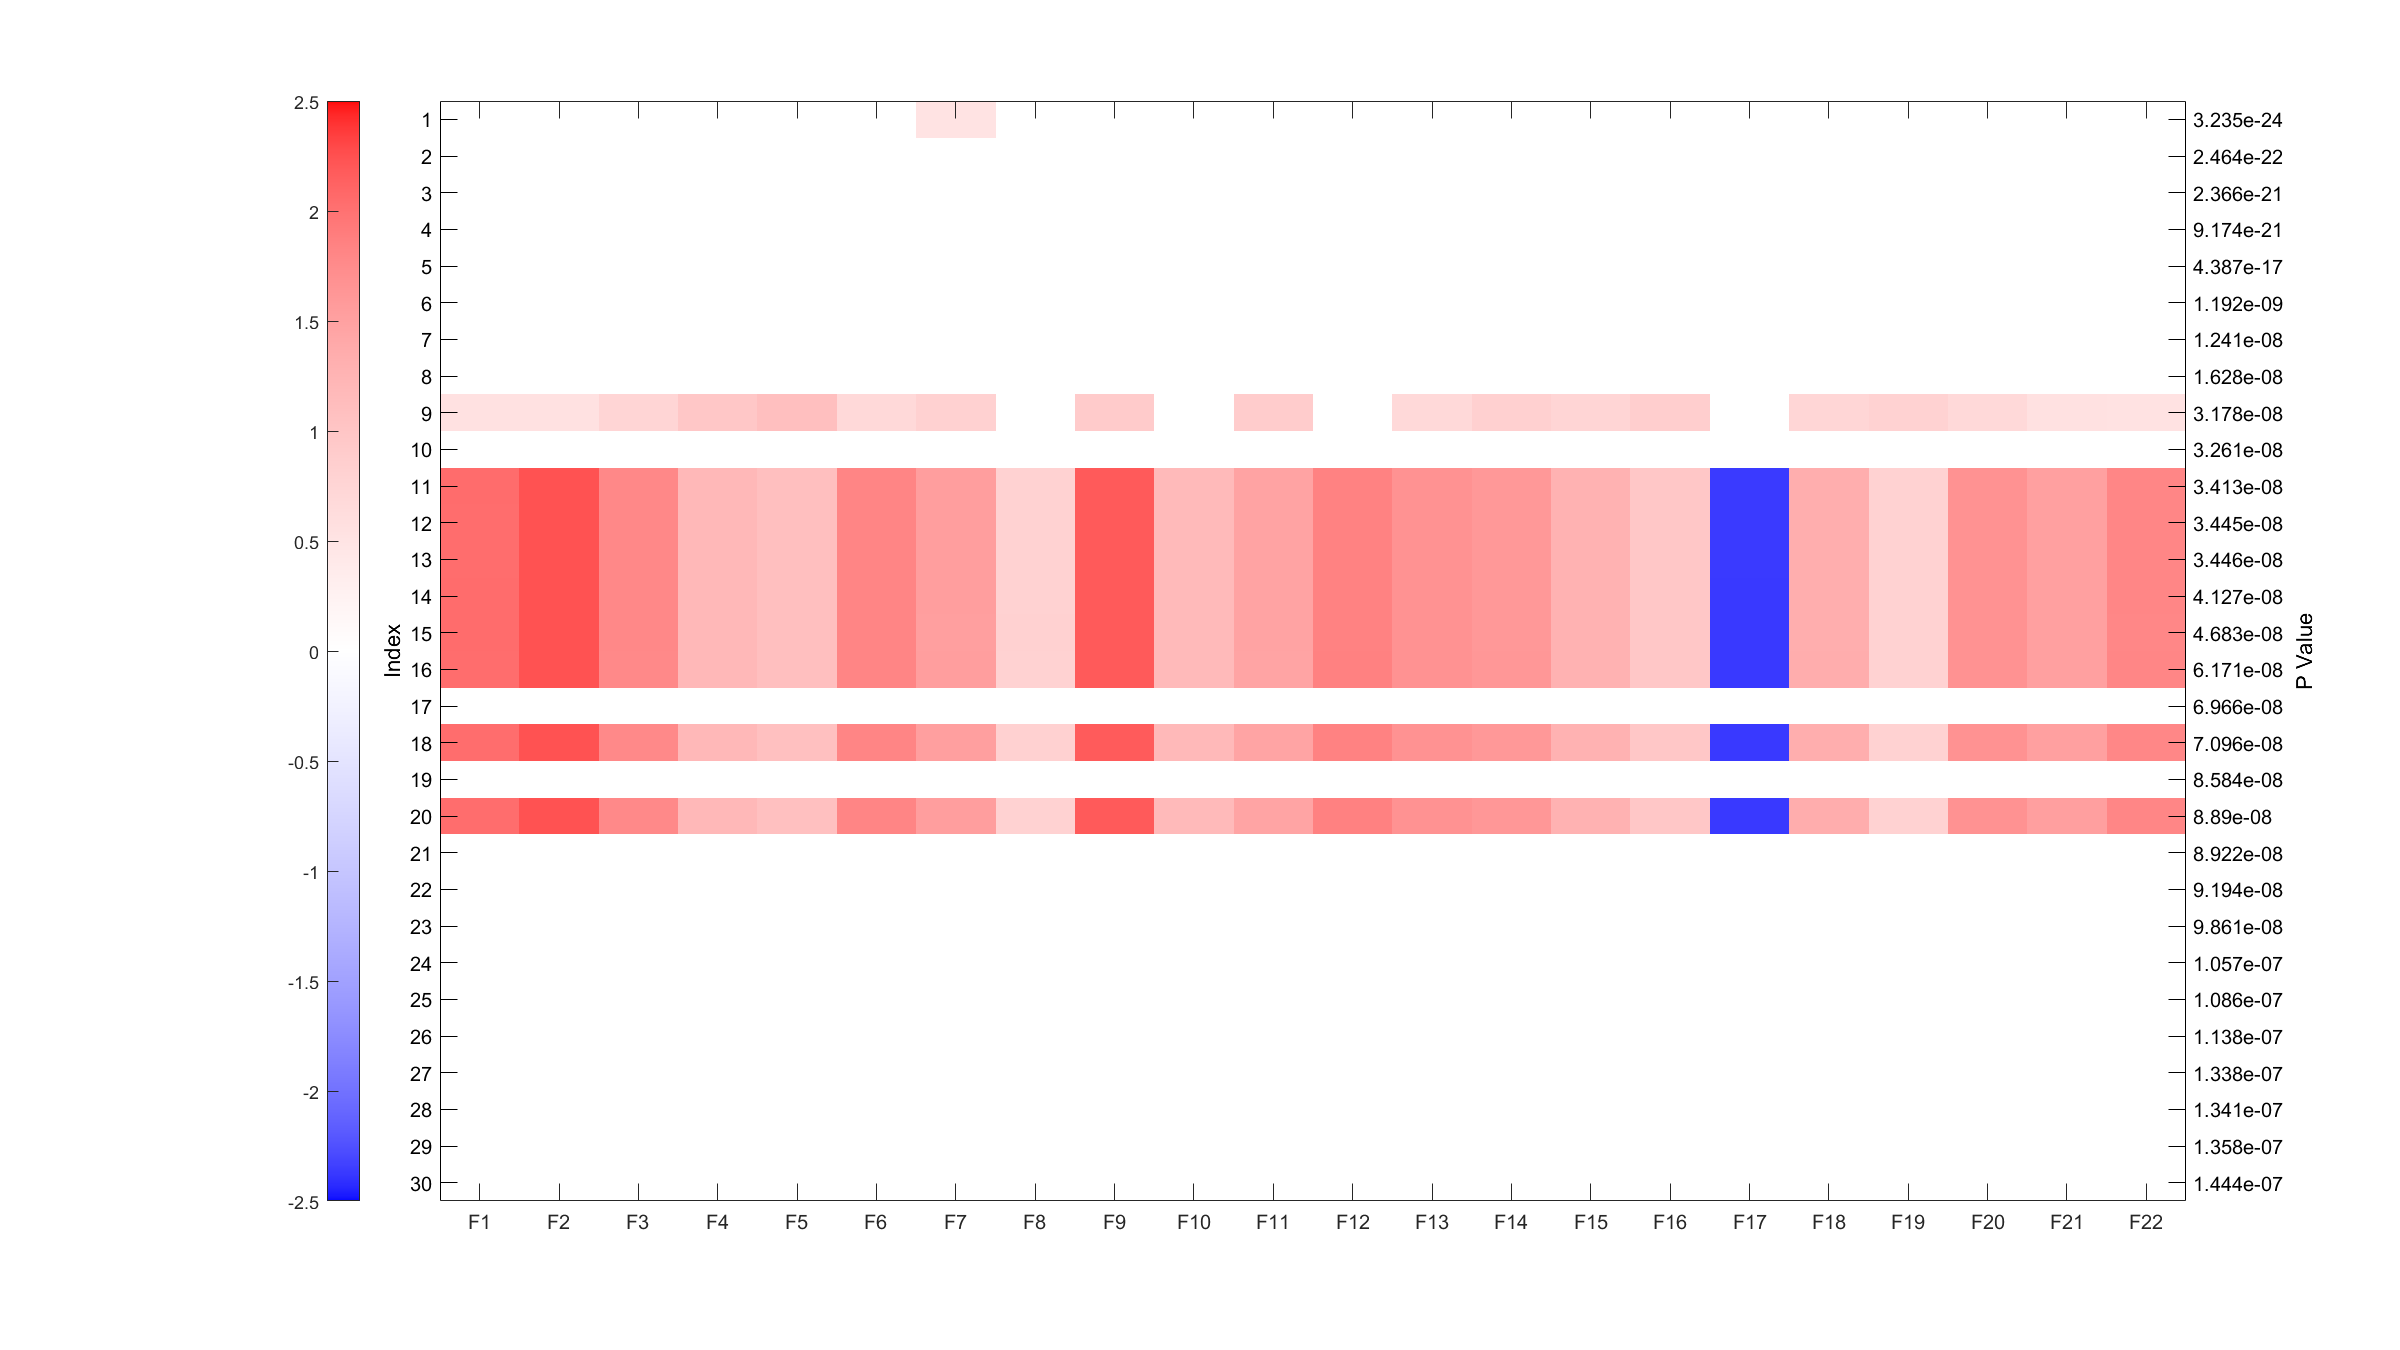 2.5
2
1.5
1
0.5
0
-0.5
-1
-1.5
-2
-2.5
Index
1
2
3
4
5
6
7
8
9
10
11
12
13
14
15
16
17
18
19
20
21
22
23
24
25
26
27
28
29
30
3.235e-24
2.464e-22
2.366e-21
9.174e-21
4.387e-17
1.192e-09
1.241e-08
1.628e-08
3.178e-08
3.261e-08
3.413e-08
3.445e-08
3.446e-08
4.127e-08
4.683e-08
6.171e-08
6.966e-08
7.096e-08
8.584e-08
8.89e-08
8.922e-08
9.194e-08
9.861e-08
1.057e-07
1.086e-07
1.138e-07
1.338e-07
1.341e-07
1.358e-07
1.444e-07
P Value
F1 F2 F3 F4 F5 F6 F7 F8 F9 F10 F11 F12 F13 F14 F15 F16 F17 F18 F19 F20 F21 F22